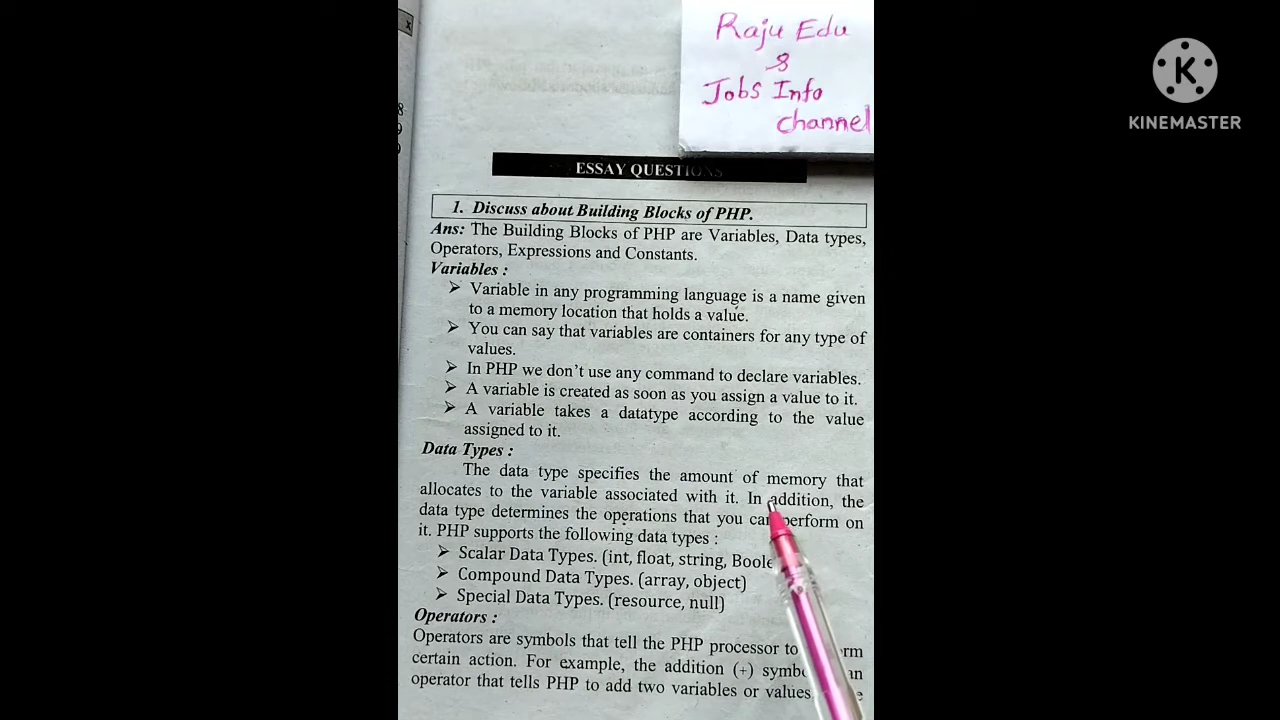 Raju Edu
&
Jobs Info
channel
KINEMASTER
ESSAY QUESTIONS
1. Discuss about Building Blocks of PHP.
Ans: The Building Blocks of PHP are Variables, Data types,
Operators, Expressions and Constants.
Variables :
➤ Variable in any programming language is a name given
to a memory location that holds a value.
➤ You can say that variables are containers for any type of
values.
➤ In PHP we don't use any command to declare variables.
➤ A variable is created as soon as you assign a value to it.
➤ A variable takes a datatype according to the value
assigned to it.
Data Types :
The data type specifies the amount of memory that
allocates to the variable associated with it. In addition, the
data type determines the operations that you can perform on
it. PHP supports the following data types :
➤ Scalar Data Types. (int, float, string, Boole
➤ Compound Data Types. (array, object)
➤ Special Data Types. (resource, null)
Operators :
Operators are symbols that tell the PHP processor to rm
certain action. For example, the addition (+) symbo an
operator that tells PHP to add two variables or values